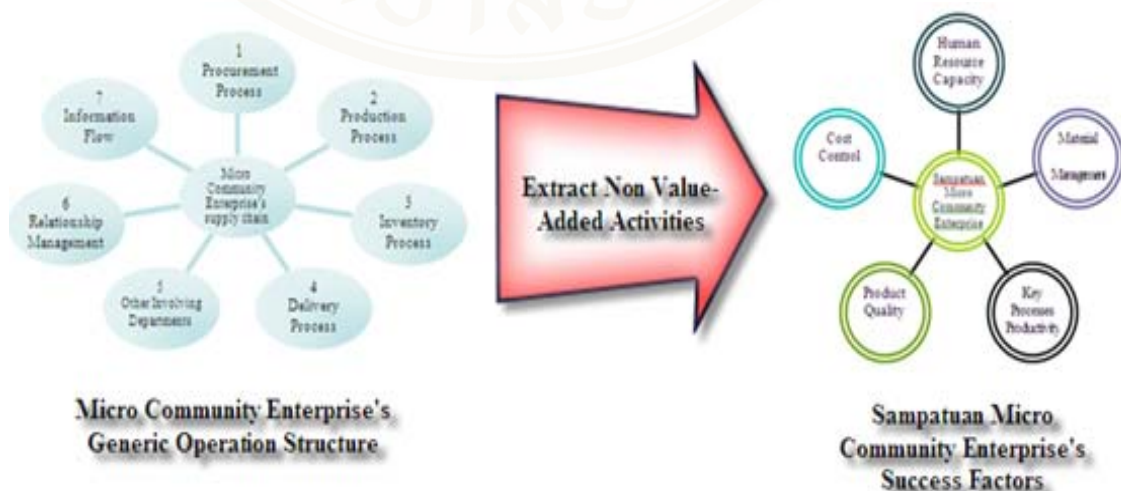 1
Procurement
Process
2
Production
Process
3
Inventory
Process
4
Delivery
Process
5
Other Involving
Departments
6
Relationship
Management
7
Information
Flow
Micro
Community
Enterprise's
supply chain
Micro Community Enterprise's
Generic Operation Structure
Extract Non Value-
Added Activities
Human
Resource
Capacity
Material
Management
Key
Processes
Productivity
Product
Quality
Cost
Control
Sampatuan
Micro
Community
Enterprise
Sampatuan Micro
Community Enterprise's
Success Factors